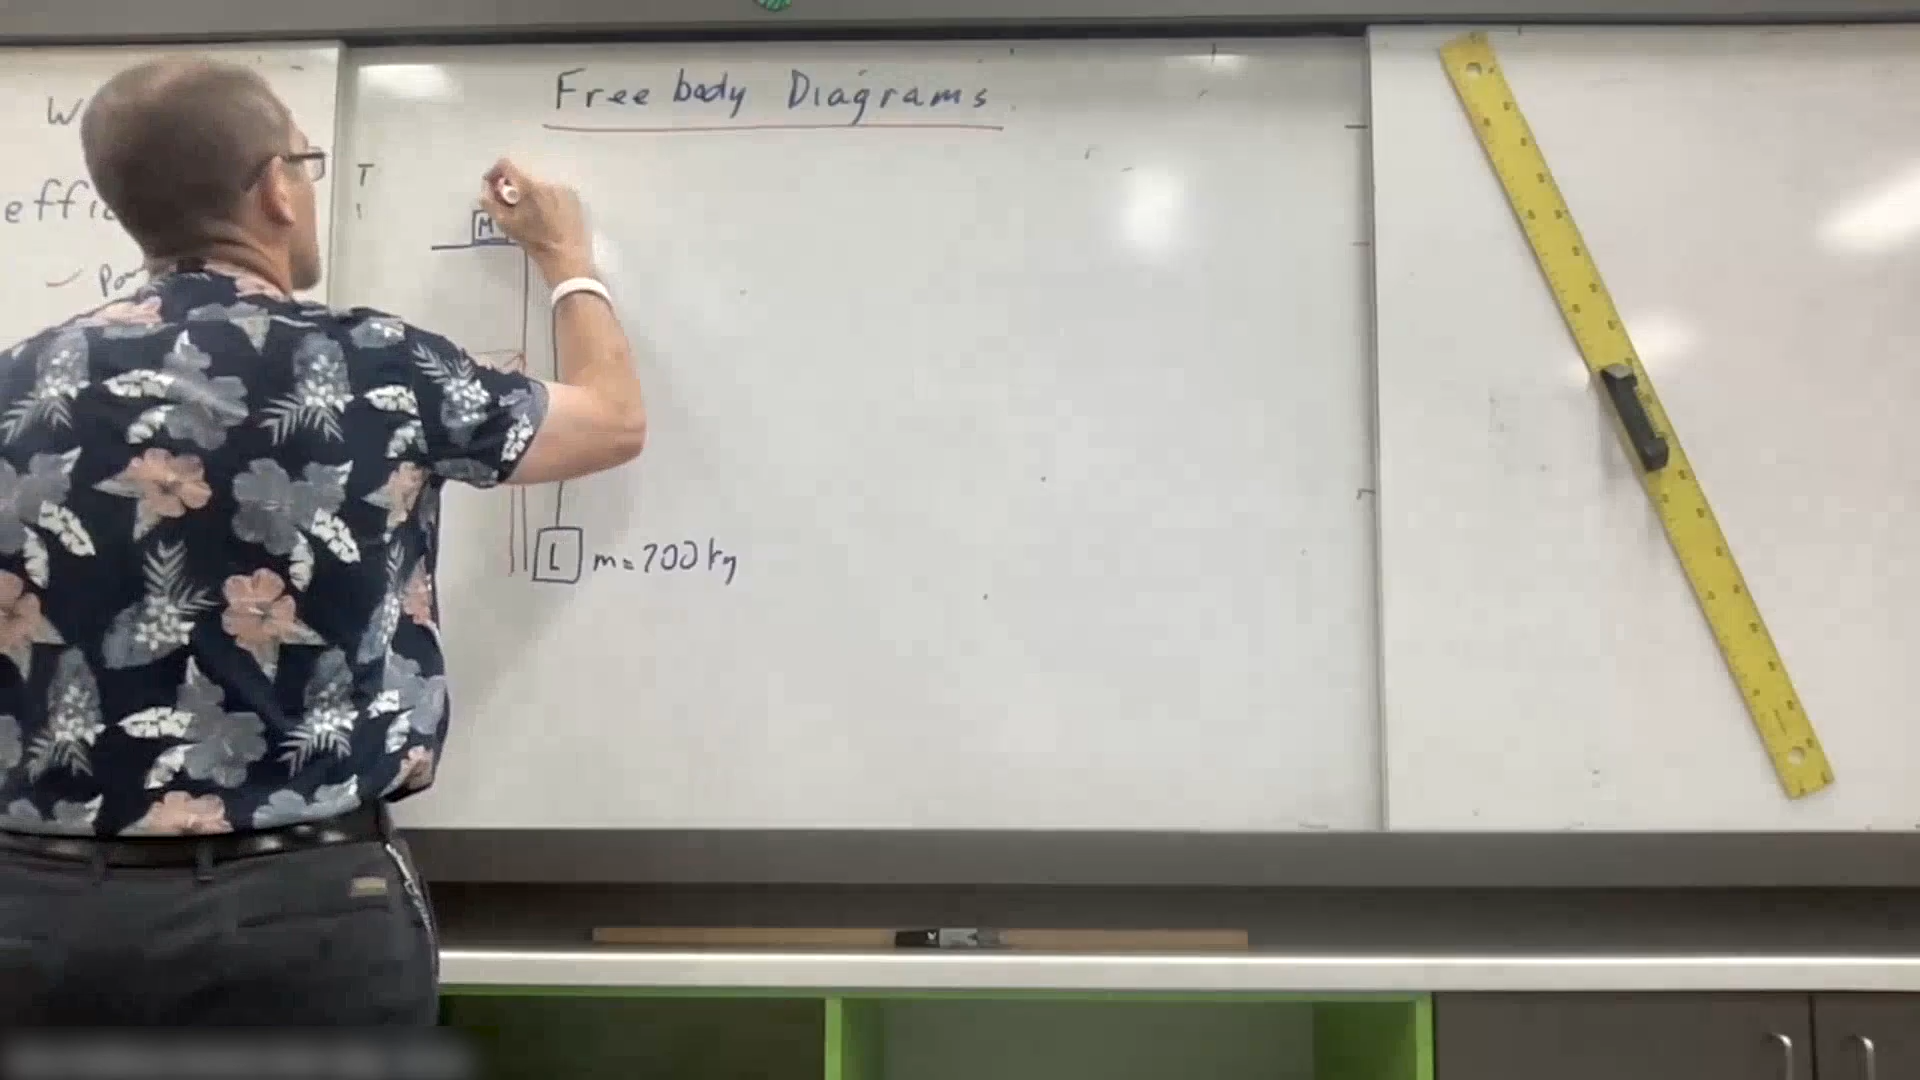 Free body Diagrams
W
T
effic
Pow
M
L m = 700 kg